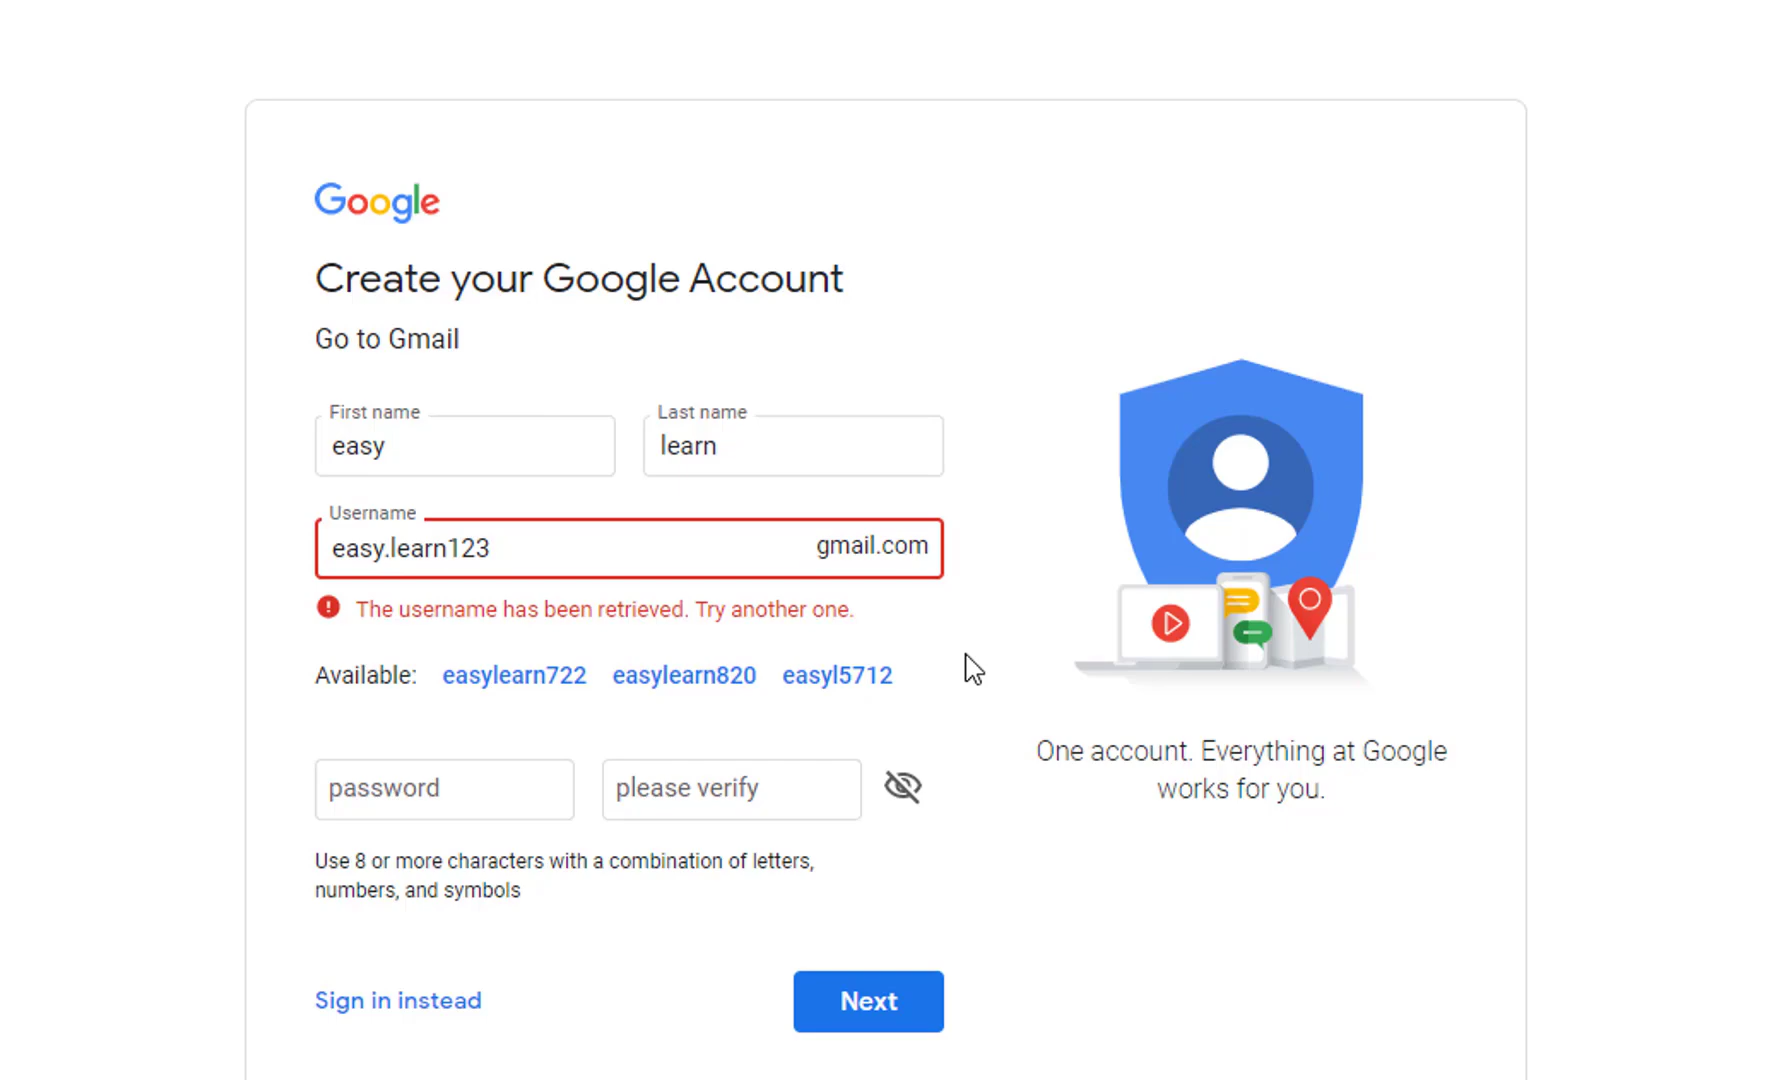 Google
Create your Google Account
Go to Gmail
First name
Last name
easy
learn
Username
easy.learn123
gmail.com
The username has been retrieved. Try another one.
Available: easylearn722 easylearn820 easyl5712
password
please verify
Use 8 or more characters with a combination of letters,
numbers, and symbols
Sign in instead
Next
One account. Everything at Google
works for you.